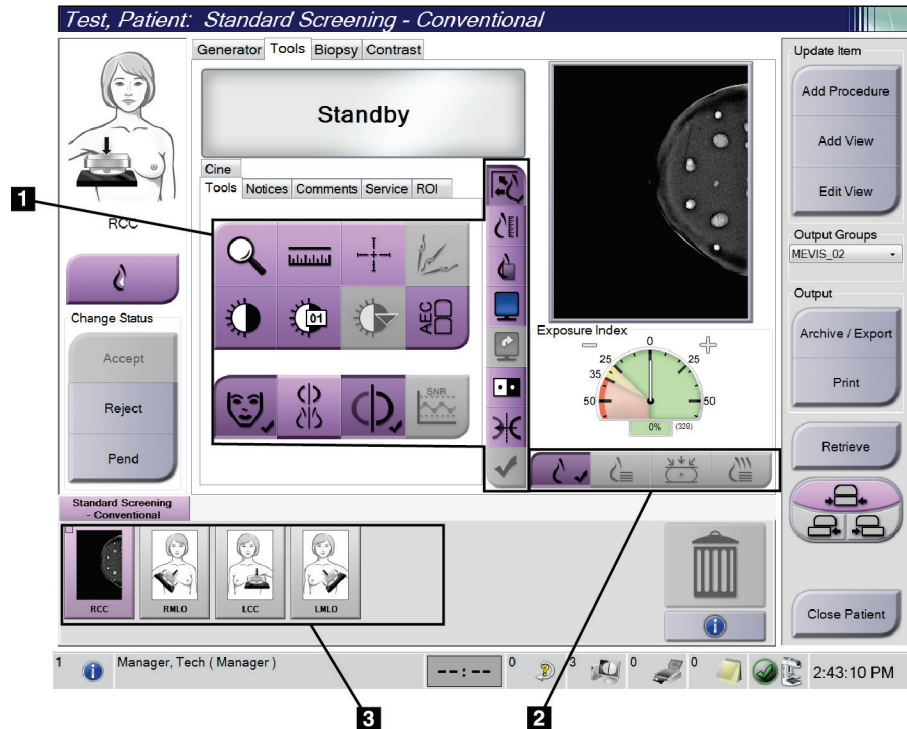 Test, Patient: Standard Screening - Conventional
Generator Tools Biopsy Contrast
Update Item
Add Procedure
Add View
Edit View
Standby
Cine
Tools Notices Comments Service ROI
1
RCC
01
AEC
SNR
Output Groups
MEVIS_02
Output
Archive / Export
Print
Change Status
Accept
Reject
Pend
Exposure Index
0
25 25
35
50 50
0% (328)
Retrieve
Standard Screening
- Conventional
RCC RMLO LCC LMLO
Close Patient
1 Manager, Tech ( Manager ) --:-- 0 3 0 0 2:43:10 PM
3 2